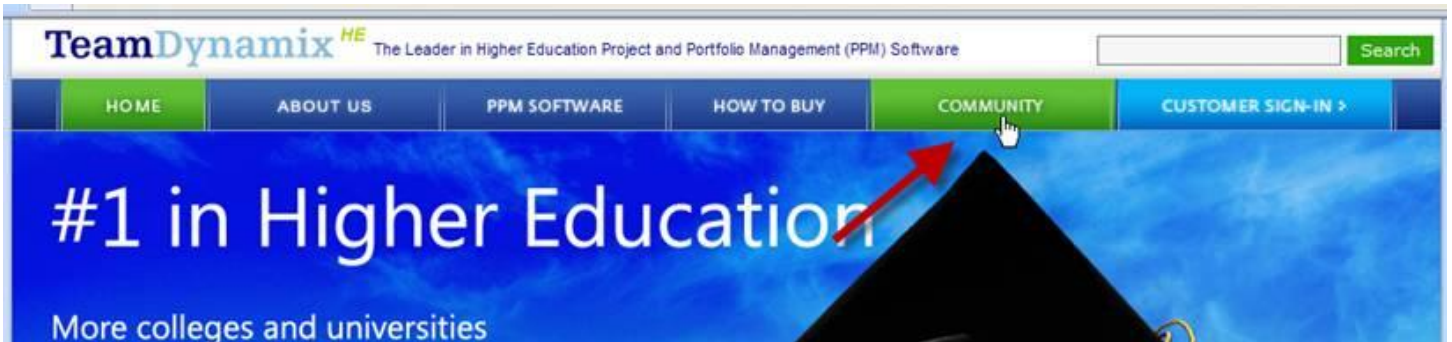 TeamDynamix HE The Leader in Higher Education Project and Portfolio Management (PPM) Software Search
HOME ABOUT US PPM SOFTWARE HOW TO BUY COMMUNITY CUSTOMER SIGN-IN >
#1 in Higher Education
More colleges and universities